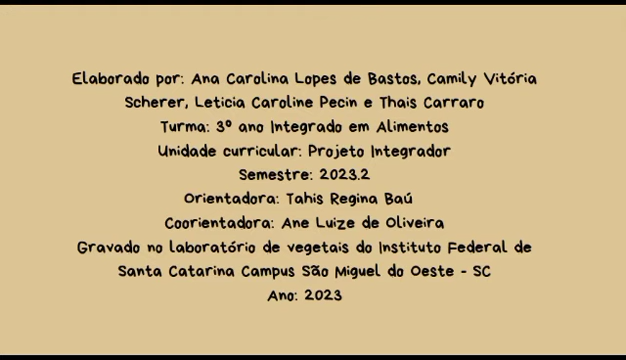 Elaborado por: Ana Carolina Lopes de Bastos, Camily Vitória
Scherer, Leticia Caroline Pecin e Thais Carraro
Turma: 3º ano Integrado em Alimentos
Unidade curricular: Projeto Integrador
Semestre: 2023.2
Orientadora: Tahis Regina Baú
Coorientadora: Ane Luize de Oliveira
Gravado no laboratório de vegetais do Instituto Federal de
Santa Catarina Campus São Miguel do Oeste - SC
Ano: 2023